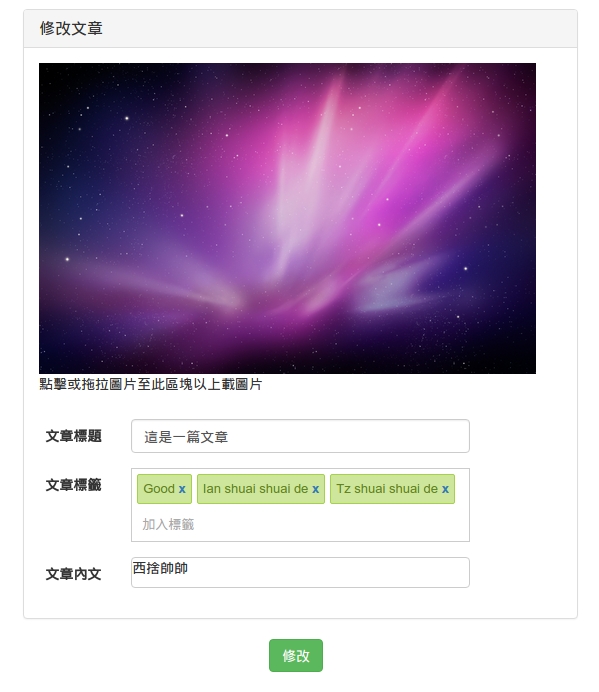 修改文章
點擊或拖拉圖片至此區塊以上載圖片
文章標題 這是一篇文章
文章標籤 Good x Ian shuai shuai de x Tz shuai shuai de x
加入標籤
文章內文 西捨帥帥
修改